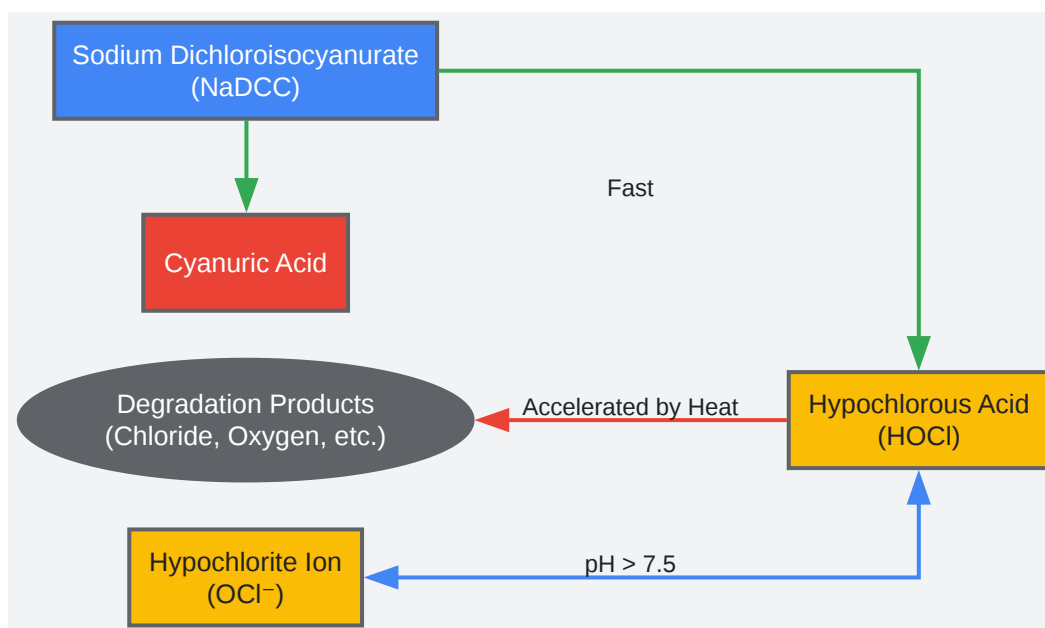 Sodium Dichloroisocyanurate
(NaDCC)
Fast
Cyanuric Acid
Degradation Products
(Chloride, Oxygen, etc.)
Accelerated by Heat
Hypochlorous Acid
(HOCl)
Hypochlorite Ion
(OCl⁻)
pH > 7.5